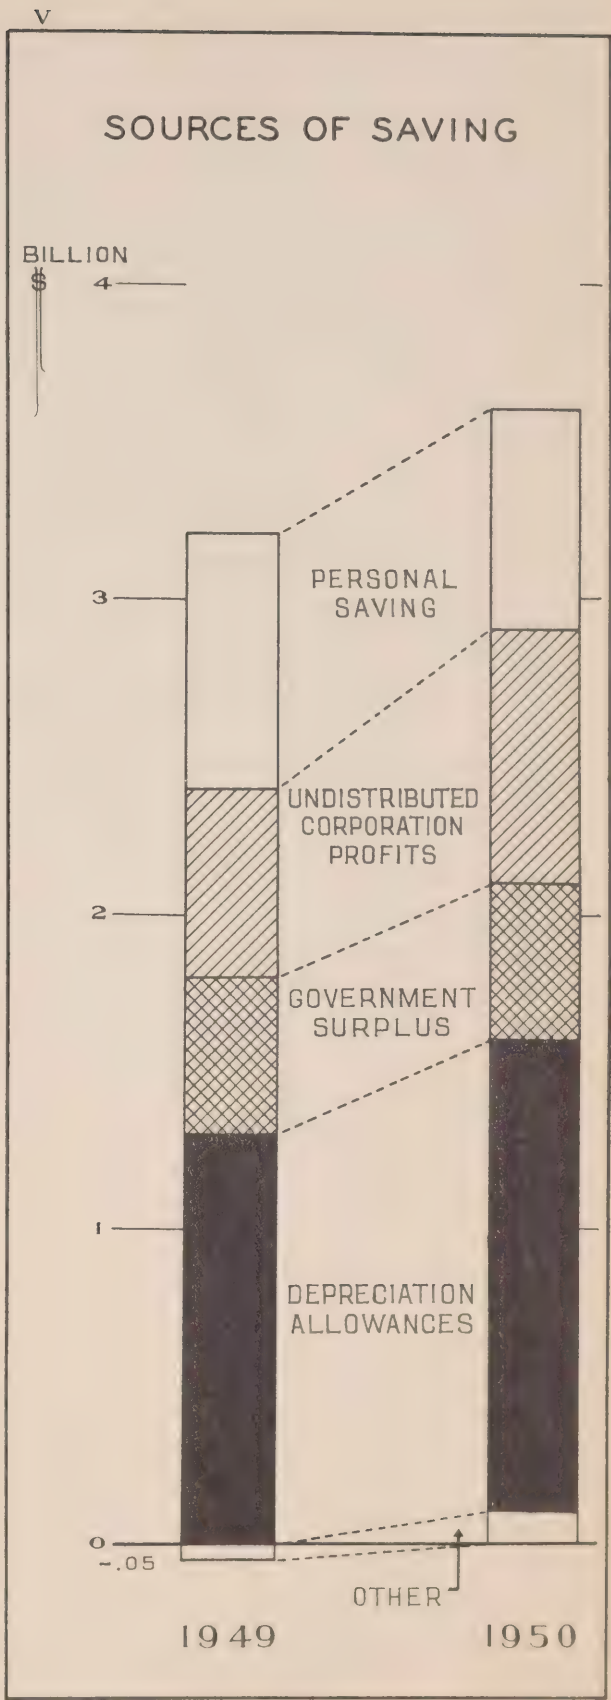 V
SOURCES OF SAVING
BILLION
$
4
3
PERSONAL
SAVING
UNDISTRIBUTED
CORPORATION
PROFITS
2
GOVERNMENT
SURPLUS
1
DEPRECIATION
ALLOWANCES
0
-.05
OTHER
1949
1950